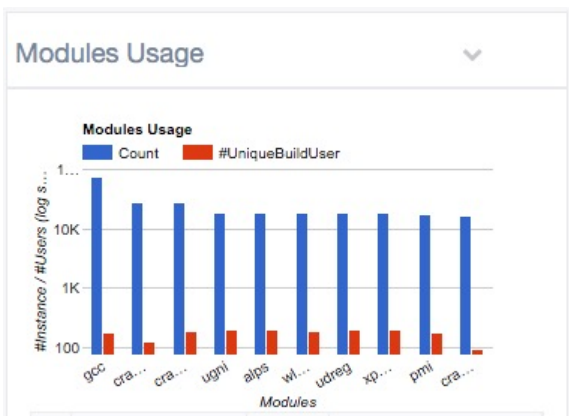 Modules Usage
Modules Usage
Count #UniqueBuildUser
#Instance / #Users (log s...
1...
10K
1K
100
gcc cra... cra... ugni alps wl... udreg xp... pmi cra...
Modules